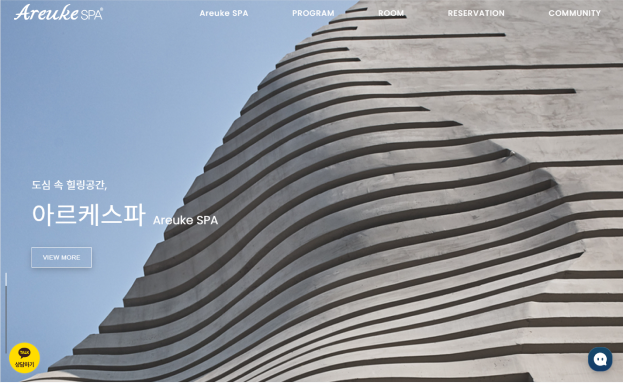 Areuke SPA®
Areuke SPA PROGRAM ROOM RESERVATION COMMUNITY
도심 속 힐링공간,
아르케스파 Areuke SPA
VIEW MORE
TALK
상담하기